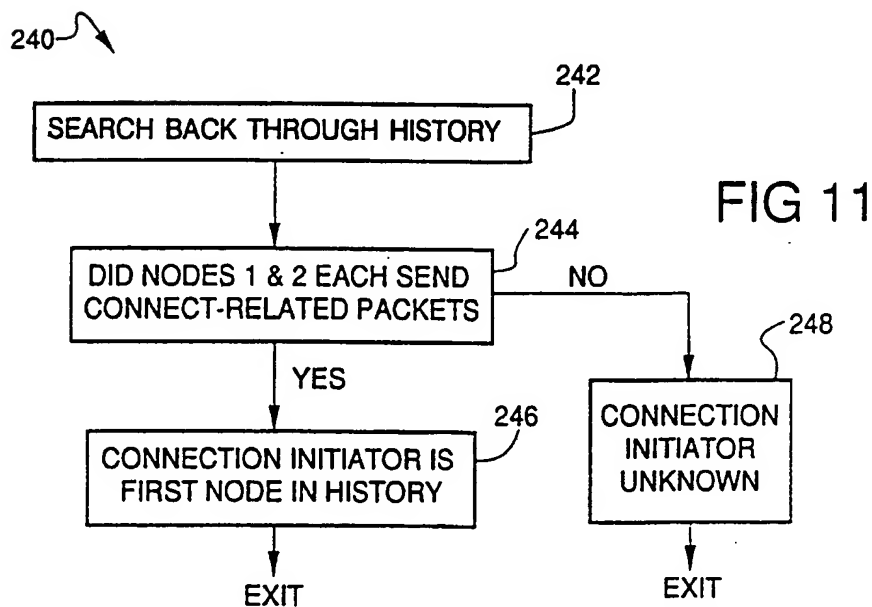 240
242
SEARCH BACK THROUGH HISTORY
FIG 11
244
DID NODES 1 & 2 EACH SEND
CONNECT-RELATED PACKETS
NO
248
YES
246
CONNECTION INITIATOR IS
FIRST NODE IN HISTORY
CONNECTION
INITIATOR
UNKNOWN
EXIT
EXIT